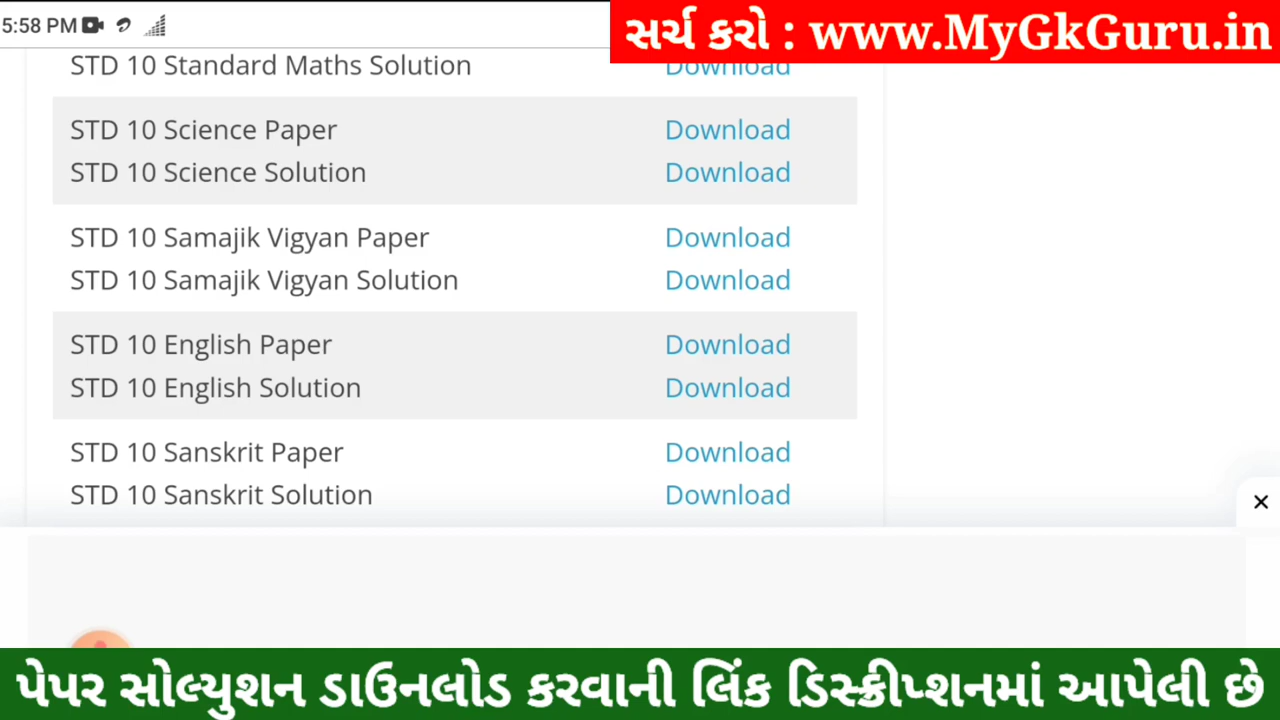 5:58 PM
સર્ચ કરો : www.MyGkGuru.in
STD 10 Standard Maths Solution Download
STD 10 Science Paper Download
STD 10 Science Solution Download
STD 10 Samajik Vigyan Paper Download
STD 10 Samajik Vigyan Solution Download
STD 10 English Paper Download
STD 10 English Solution Download
STD 10 Sanskrit Paper Download
STD 10 Sanskrit Solution Download
પેપર સોલ્યુશન ડાઉનલોડ કરવાની લિંક ડિસ્ક્રીપ્શનમાં આપેલી છે